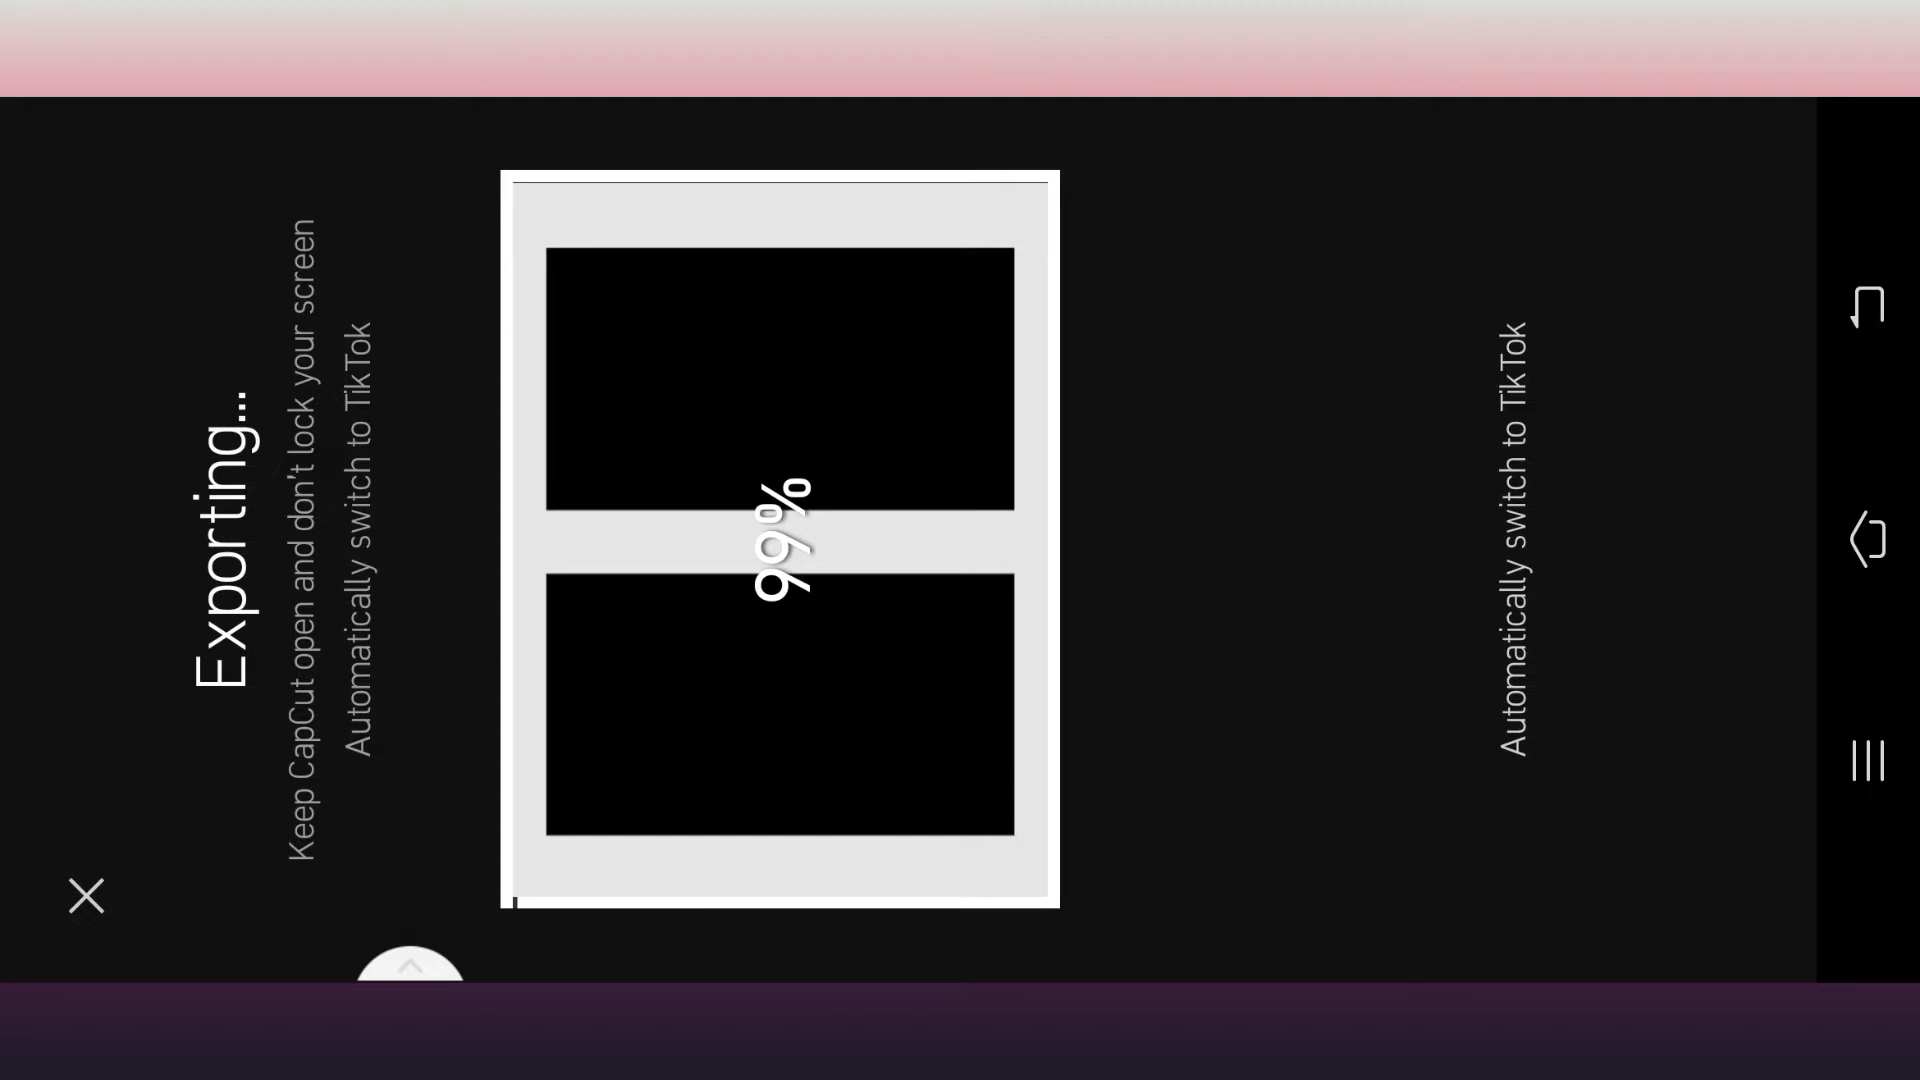 Exporting...
Keep CapCut open and don't lock your screen
Automatically switch to TikTok
99%
Automatically switch to TikTok